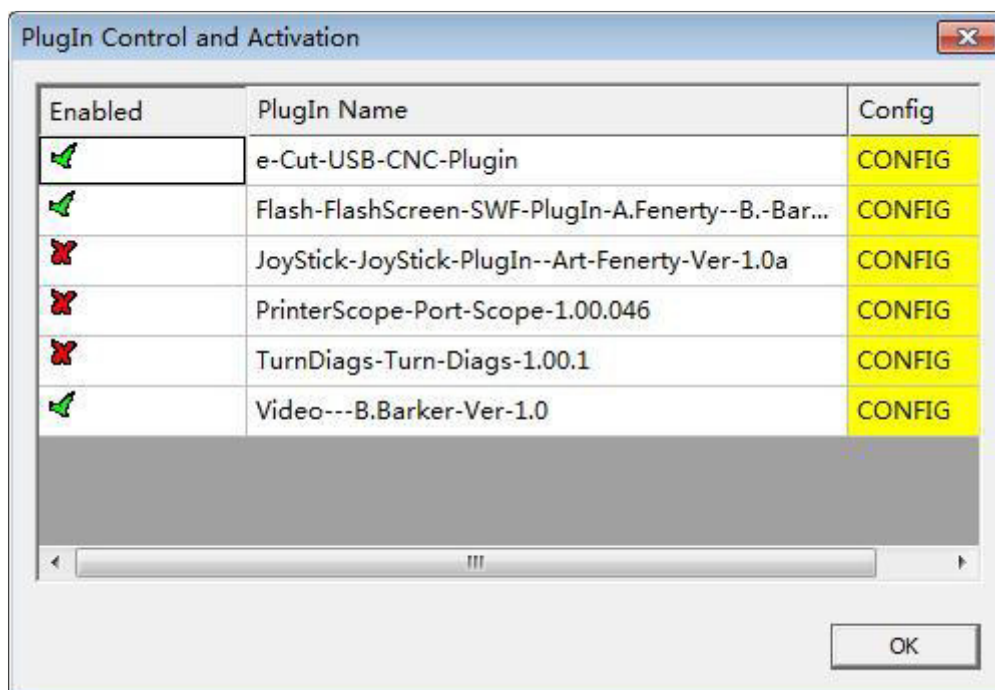 PlugIn Control and Activation
Enabled PlugIn Name Config
e-Cut-USB-CNC-Plugin CONFIG
Flash-FlashScreen-SWF-PlugIn-A.Fenerty--B.-Bar... CONFIG
JoyStick-JoyStick-PlugIn--Art-Fenerty-Ver-1.0a CONFIG
PrinterScope-Port-Scope-1.00.046 CONFIG
TurnDiags-Turn-Diags-1.00.1 CONFIG
Video---B.Barker-Ver-1.0 CONFIG
OK